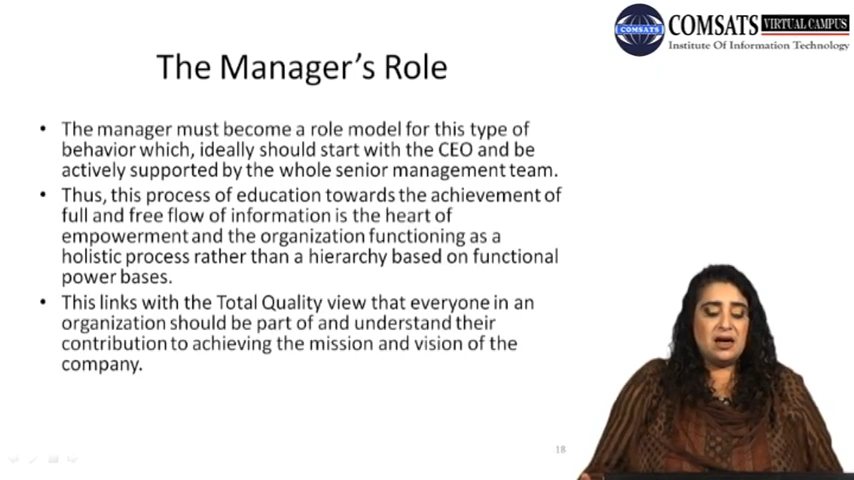 COMSATS VIRTUAL CAMPUS
COMSATS
Institute Of Information Technology
The Manager's Role
• The manager must become a role model for this type of
behavior which, ideally should start with the CEO and be
actively supported by the whole senior management team.
• Thus, this process of education towards the achievement of
full and free flow of information is the heart of
empowerment and the organization functioning as a
holistic process rather than a hierarchy based on functional
power bases.
• This links with the Total Quality view that everyone in an
organization should be part of and understand their
contribution to achieving the mission and vision of the
company.
18